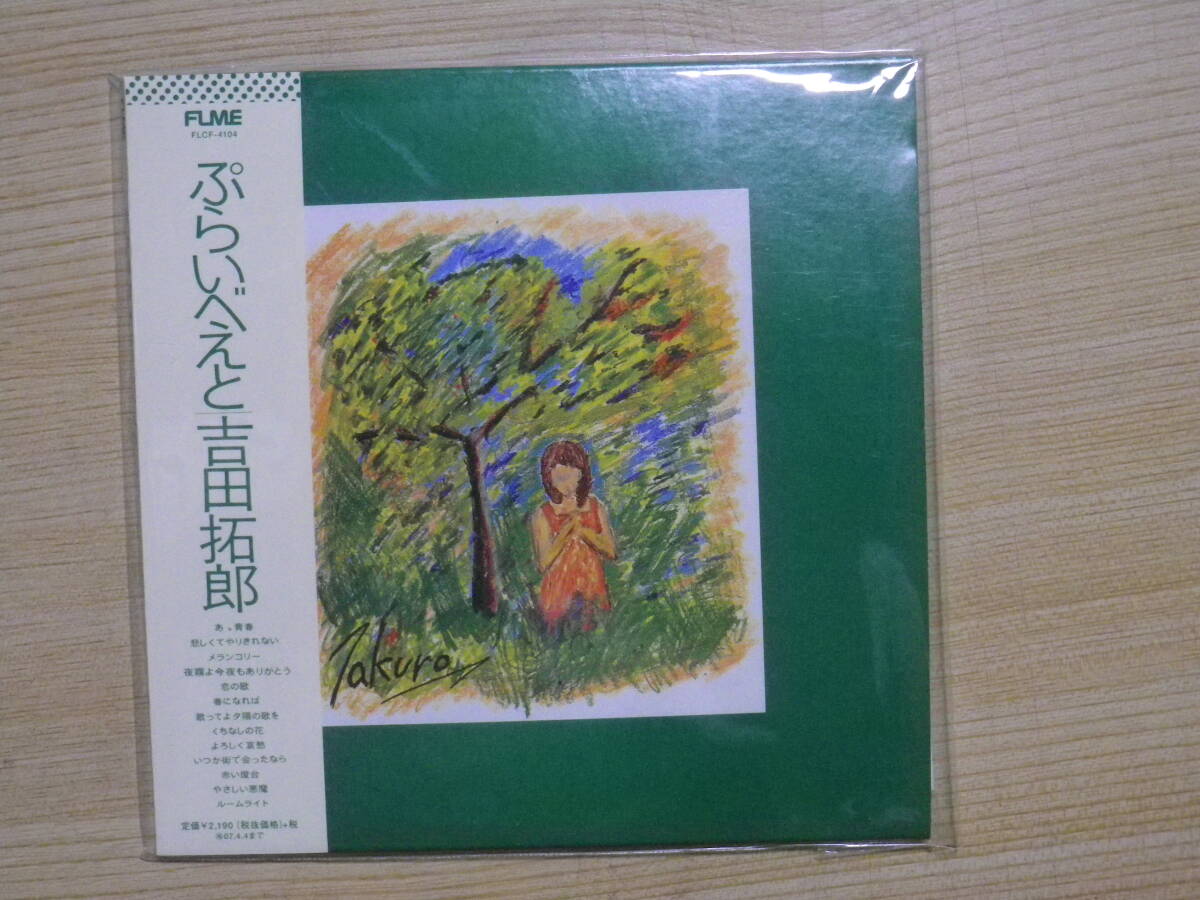 FLME
FLCF-4104
ぷらいべえと
吉田拓郎
あゝ青春
悲しくてやりきれない
メランコリー
夜霧よ今夜もありがとう
恋の歌
春になれば
歌ってよ夕陽の歌を
くちなしの花
よろしく哀愁
いつか街で会ったなら
赤い燈台
やさしい悪魔
ルームライト
定価¥2,190(税抜価格)+税
07.4.4まで
Takuro